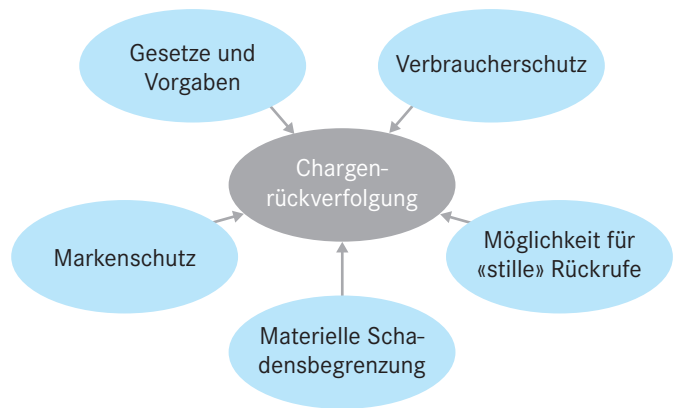 Gesetze und
Vorgaben
Verbraucherschutz
Chargen-
rückverfolgung
Markenschutz
Möglichkeit für
«stille» Rückrufe
Materielle Scha-
densbegrenzung